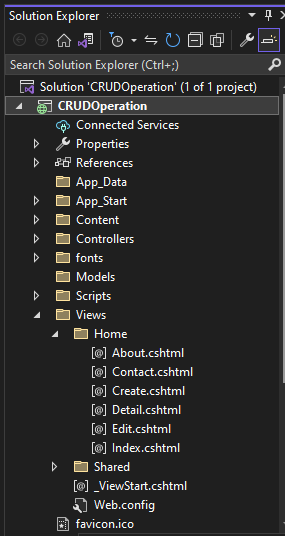 Solution Explorer
Search Solution Explorer (Ctrl+;)
Solution 'CRUDOperation' (1 of 1 project)
CRUDOperation
Connected Services
Properties
References
App_Data
App_Start
Content
Controllers
fonts
Models
Scripts
Views
Home
About.cshtml
Contact.cshtml
Create.cshtml
Detail.cshtml
Edit.cshtml
Index.cshtml
Shared
_ViewStart.cshtml
Web.config
favicon.ico